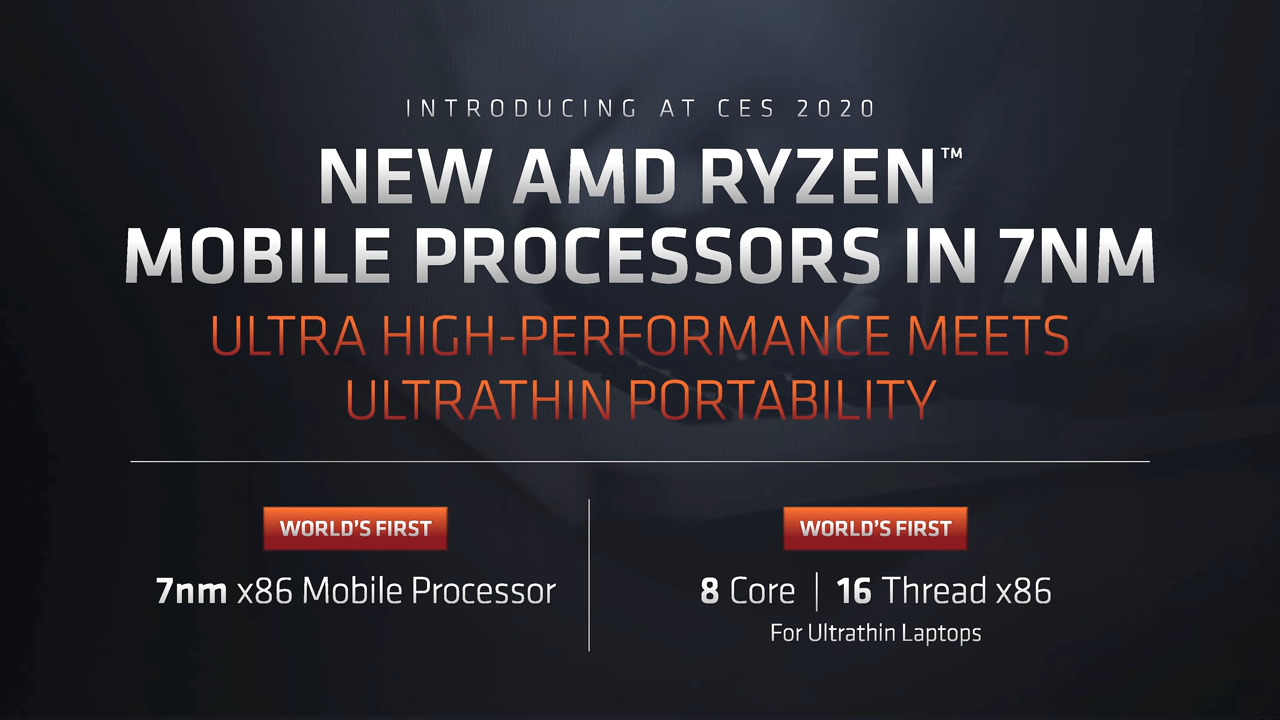 INTRODUCING AT CES 2020
NEW AMD RYZEN™
MOBILE PROCESSORS IN 7NM
ULTRA HIGH-PERFORMANCE MEETS
ULTRATHIN PORTABILITY
WORLD'S FIRST
7nm x86 Mobile Processor
WORLD'S FIRST
8 Core | 16 Thread x86
For Ultrathin Laptops